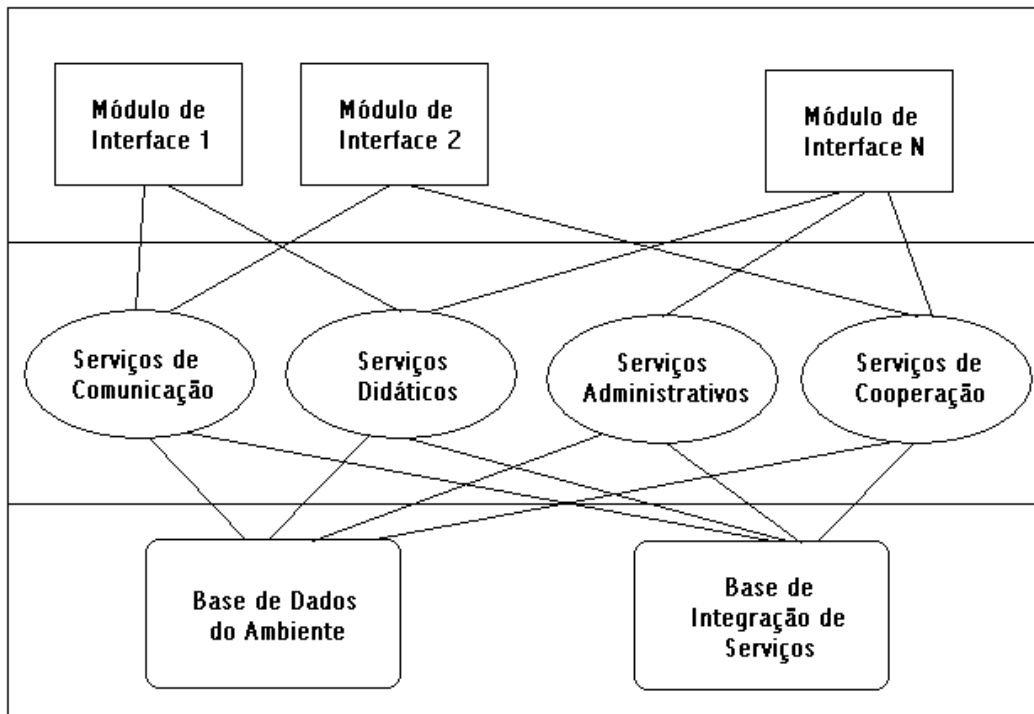 Módulo de
Interface 1
Módulo de
Interface 2
Módulo de
Interface N
Serviços de
Comunicação
Serviços
Didáticos
Serviços
Administrativos
Serviços de
Cooperação
Base de Dados
do Ambiente
Base de
Integração de
Serviços